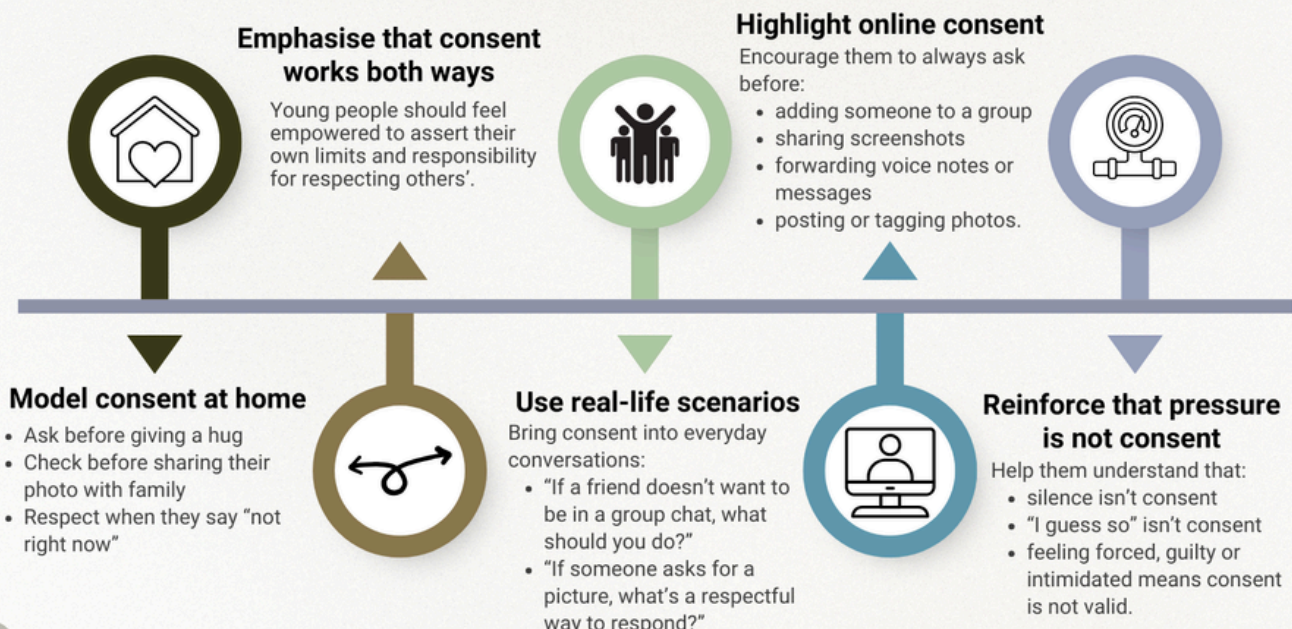 Model consent at home
• Ask before giving a hug
• Check before sharing their
photo with family
• Respect when they say “not
right now”
Emphasise that consent
works both ways
Young people should feel
empowered to assert their
own limits and responsibility
for respecting others’.
Use real-life scenarios
Bring consent into everyday
conversations:
• “If a friend doesn’t want to
be in a group chat, what
should you do?”
• “If someone asks for a
picture, what’s a respectful
way to respond?”
Highlight online consent
Encourage them to always ask
before:
• adding someone to a group
• sharing screenshots
• forwarding voice notes or
messages
• posting or tagging photos.
Reinforce that pressure
is not consent
Help them understand that:
• silence isn’t consent
• “I guess so” isn’t consent
• feeling forced, guilty or
intimidated means consent
is not valid.